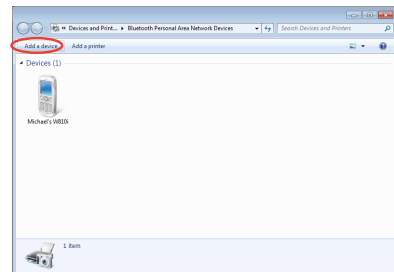 « Devices and Print... ▸ Bluetooth Personal Area Network Devices
Search Devices and Printers
Add a device Add a printer
Devices (1)
Michael's W810i
1 item